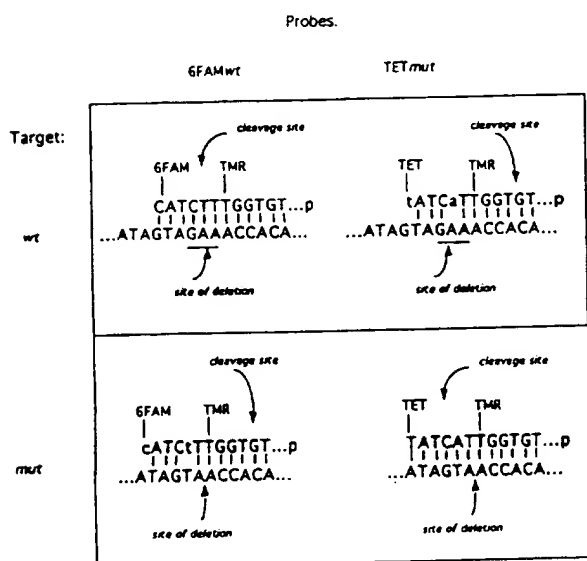 Probes.
6FAMwt TETmut
Target:
cleavage site cleavage site
6FAM TMR TET TMR
CATCTTTGGTGT...p tATCaTTGGTGT...p
wt ...ATAGTAGAAACCACA... ...ATAGTAGAAACCACA...
site of deletion site of deletion
cleavage site cleavage site
6FAM TMR TET TMR
cATCtTTGGTGT...p TATCATTGGTGT...p
mut ...ATAGTAACCACA... ...ATAGTAACCACA...
site of deletion site of deletion